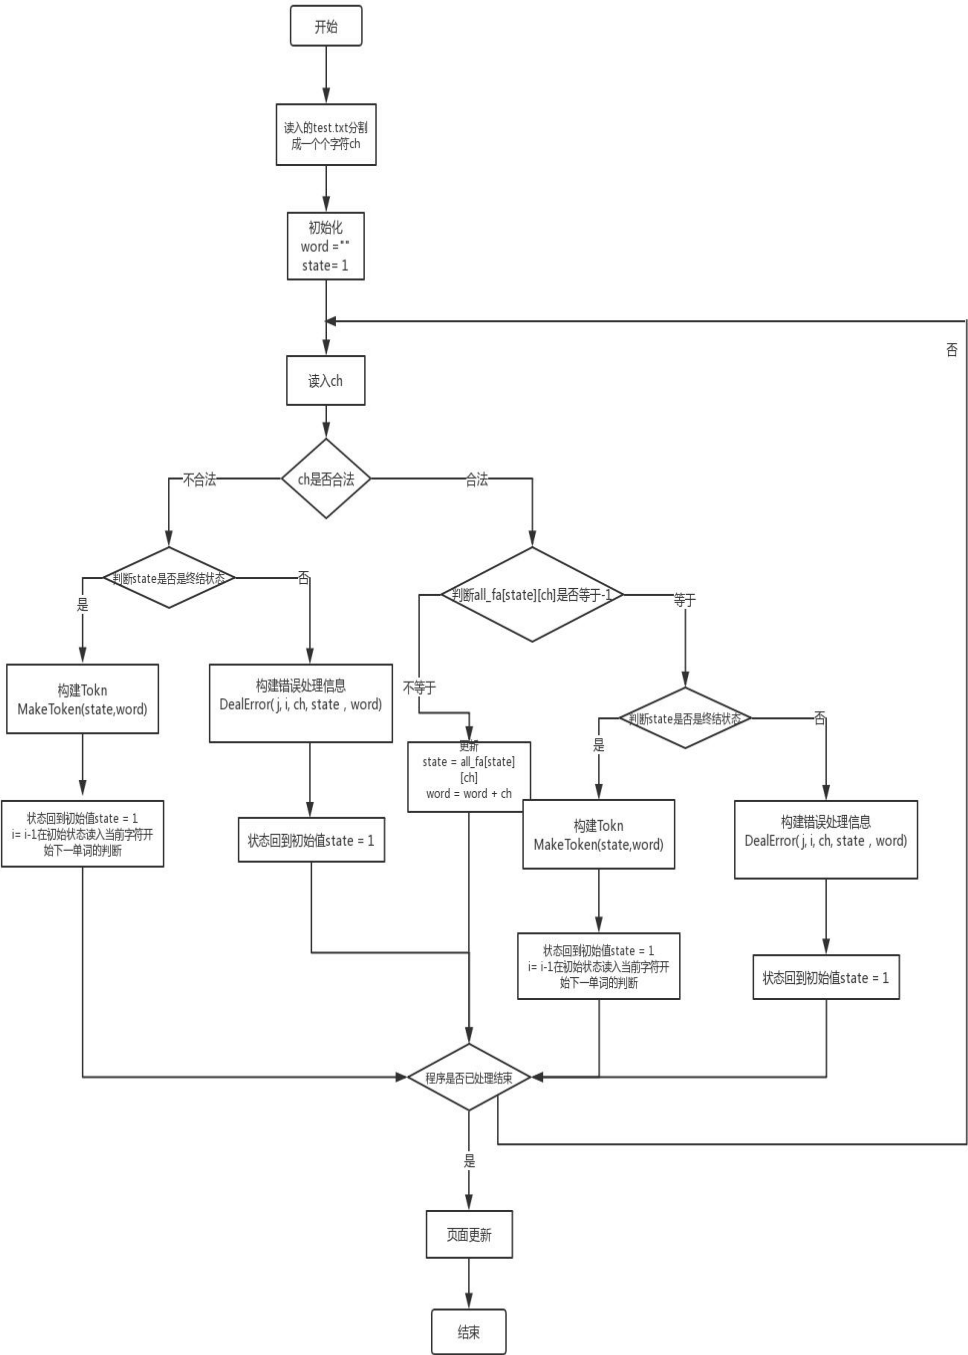 开始
读入的test.txt分割
成一个个字符ch
初始化
word =""
state= 1
否
读入ch
ch是否合法
不合法
合法
判断state是否是终结状态
是
否
判断all_fa[state][ch]是否等于-1
不等于
等于
构建Tokn
MakeToken(state,word)
构建错误处理信息
DealError( j, i, ch, state , word)
判断state是否是终结状态
是
否
更新
state = all_fa[state]
[ch]
word = word + ch
状态回到初始值state = 1
i= i-1在初始状态读入当前字符开
始下一单词的判断
状态回到初始值state = 1
构建Tokn
MakeToken(state,word)
构建错误处理信息
DealError( j, i, ch, state , word)
状态回到初始值state = 1
i= i-1在初始状态读入当前字符开
始下一单词的判断
状态回到初始值state = 1
程序是否已处理结束
是
页面更新
结束